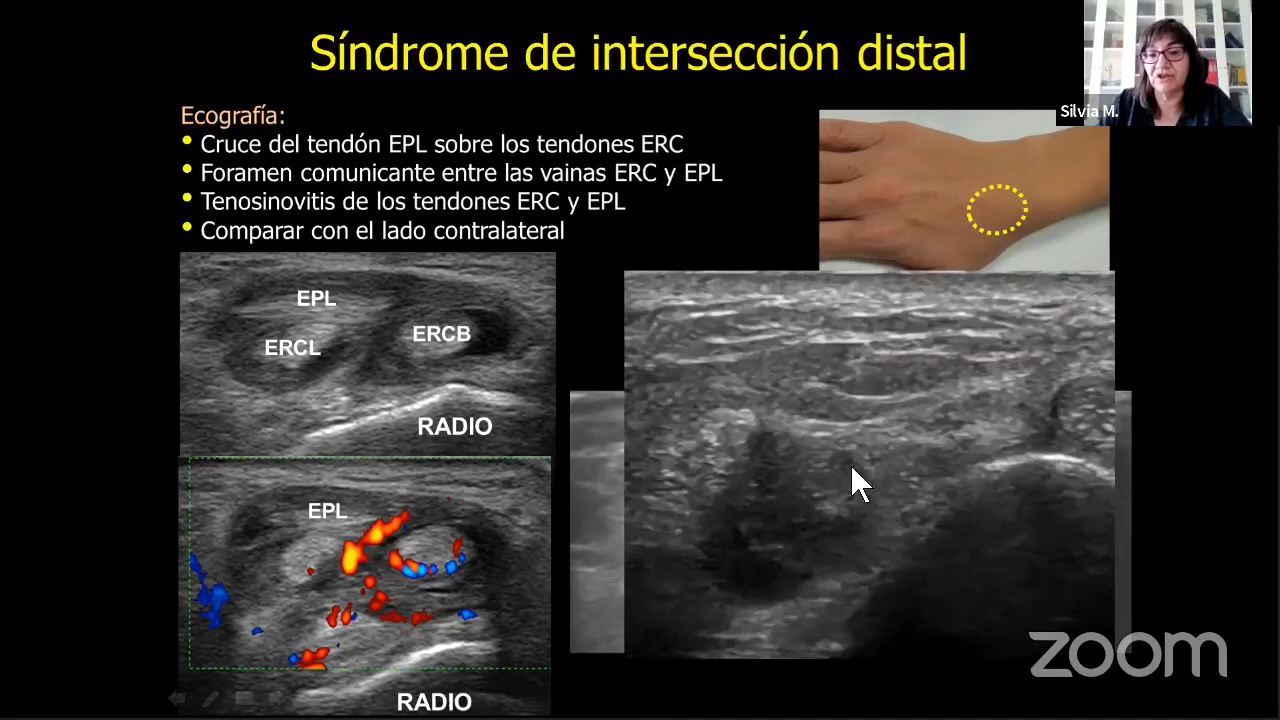 Síndrome de intersección distal
Silvia M.
Ecografía:
• Cruce del tendón EPL sobre los tendones ERC
• Foramen comunicante entre las vainas ERC y EPL
• Tenosinovitis de los tendones ERC y EPL
• Comparar con el lado contralateral
EPL
ERCL
ERCB
RADIO
EPL
RADIO
zoom